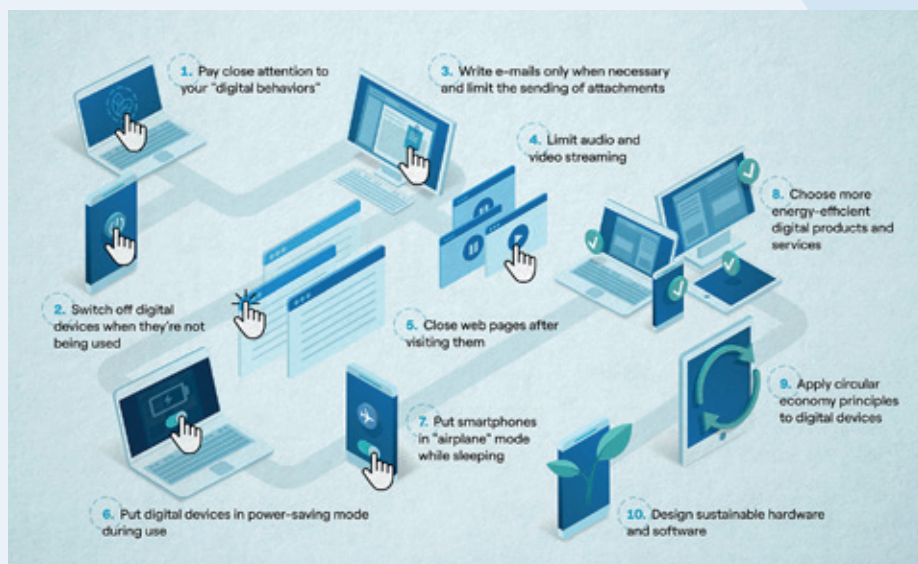 1. Pay close attention to
your "digital behaviors"
2. Switch off digital
devices when they're not
being used
3. Write e-mails only when necessary
and limit the sending of attachments
4. Limit audio and
video streaming
5. Close web pages after
visiting them
6. Put digital devices in power-saving mode
during use
7. Put smartphones
in "airplane" mode
while sleeping
8. Choose more
energy-efficient
digital products and
services
9. Apply circular
economy principles
to digital devices
10. Design sustainable hardware
and software